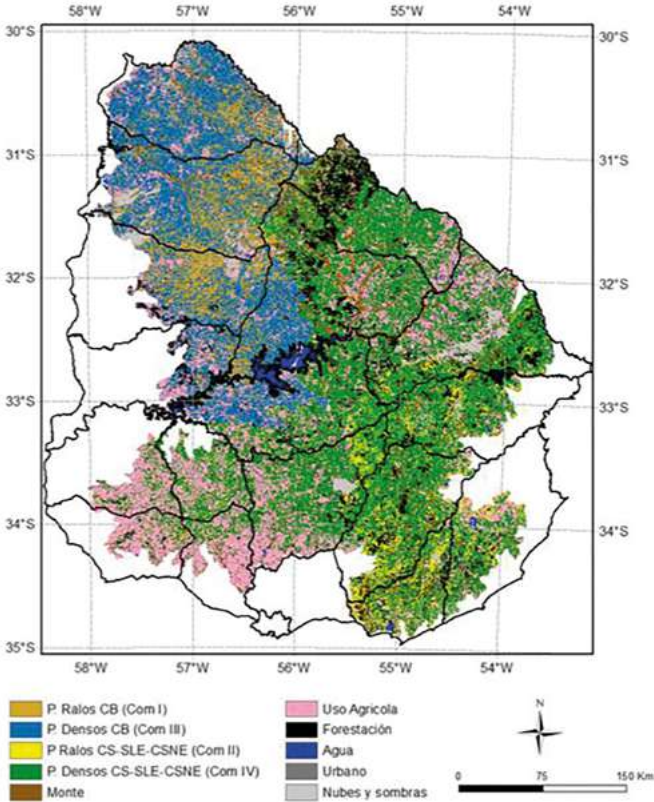 58°W 57°W 56°W 55°W 54°W
30°S 30°S
31°S 31°S
32°S 32°S
33°S 33°S
34°S 34°S
35°S
58°W 57°W 56°W 55°W 54°W
P. Ralos CB (Com I)
P. Densos CB (Com III)
P Ralos CS-SLE-CSNE (Com II)
P. Densos CS-SLE-CSNE (Com IV)
Monte
Uso Agricola
Forestación
Agua
Urbano
Nubes y sombras
N
0 75 150 Km